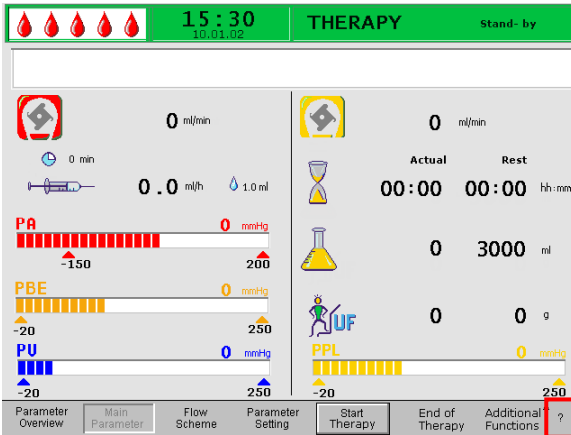 15:30 THERAPY Stand- by
10.01.02
0 ml/min
0 min
0.0 ml/h 1.0 ml
PA 0 mmHg
-150 200
PBE 0 mmHg
-20 250
PV 0 mmHg
-20 250
0 ml/min
Actual Rest
00:00 00:00 hh:mm
0 3000 ml
UF 0 0 g
PPL 0 mmHg
-20 250
Parameter Overview
Main Parameter
Flow Scheme
Parameter Setting
Start Therapy
End of Therapy
Additional Functions
?